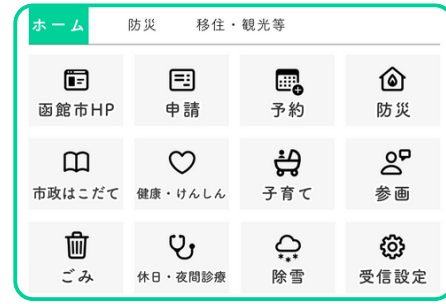 ホーム 防災 移住・観光等
函館市HP 申請 予約 防災
市政はこだて 健康・けんしん 子育て 参画
ごみ 休日・夜間診療 除雪 受信設定